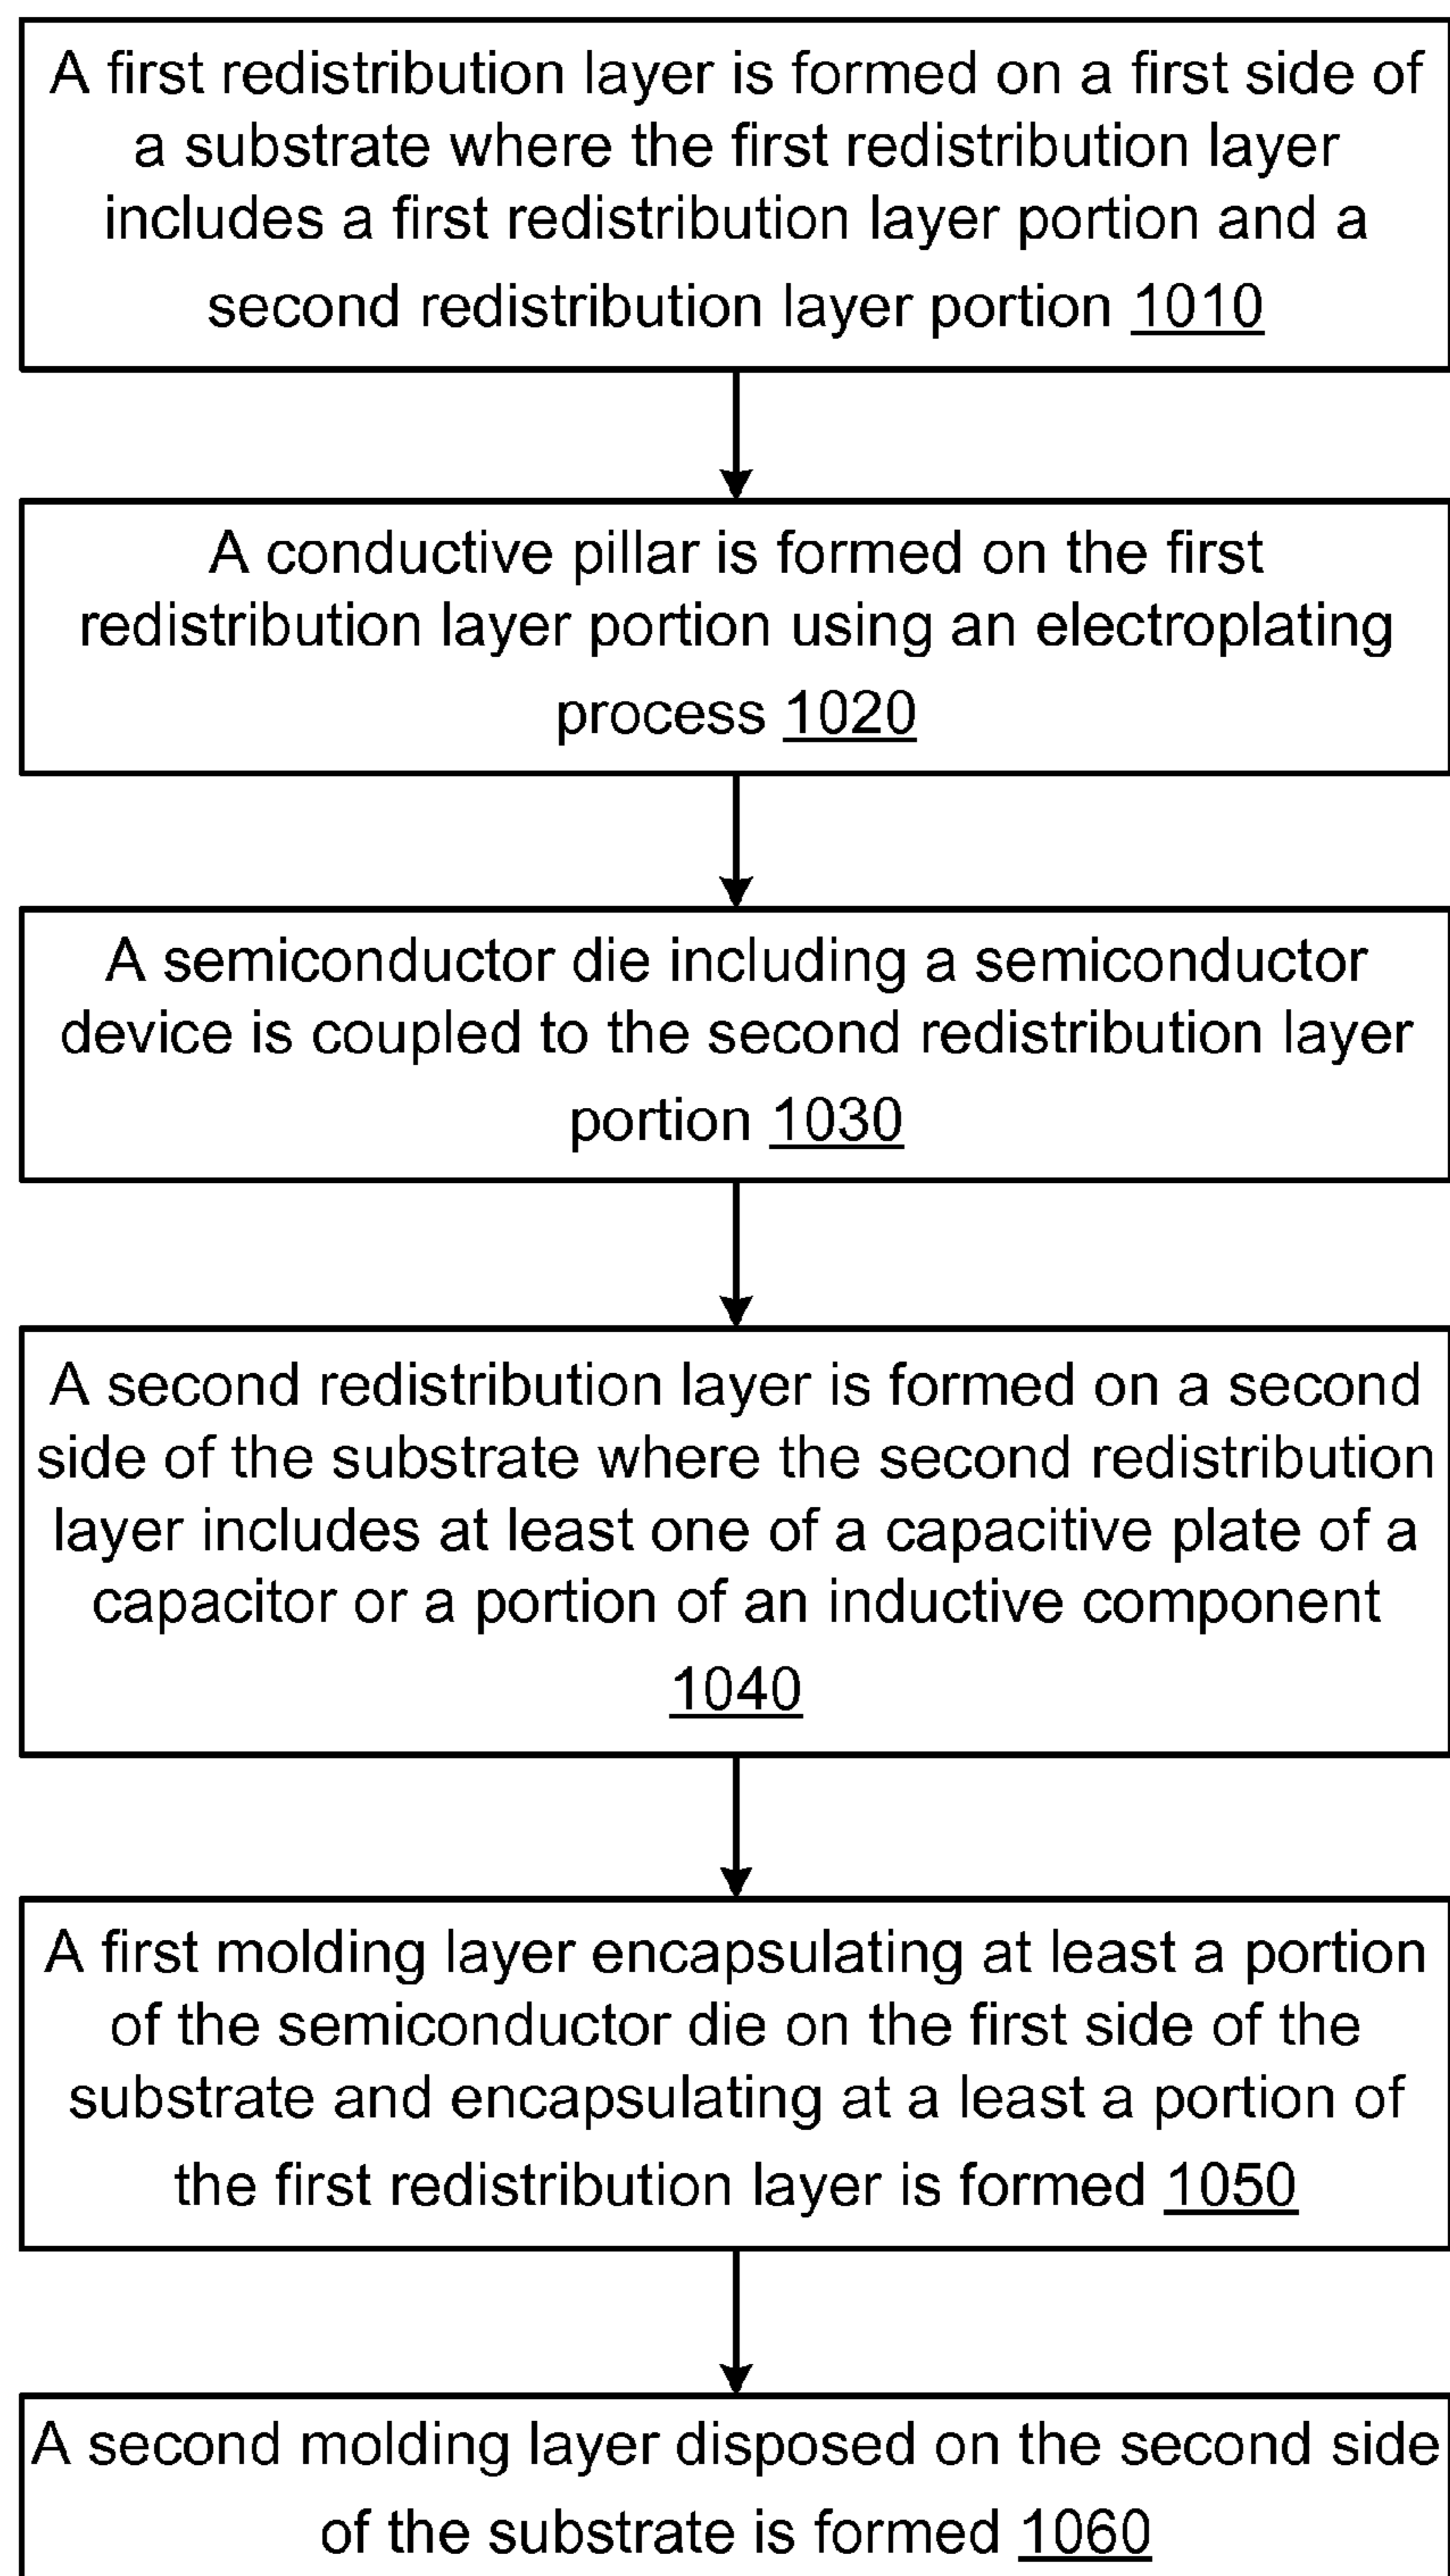 A first redistribution layer is formed on a first side of
a substrate where the first redistribution layer
includes a first redistribution layer portion and a
second redistribution layer portion 1010
A conductive pillar is formed on the first
redistribution layer portion using an electroplating
process 1020
A semiconductor die including a semiconductor
device is coupled to the second redistribution layer
portion 1030
A second redistribution layer is formed on a second
side of the substrate where the second redistribution
layer includes at least one of a capacitive plate of a
capacitor or a portion of an inductive component
1040
A first molding layer encapsulating at least a portion
of the semiconductor die on the first side of the
substrate and encapsulating at a least a portion of
the first redistribution layer is formed 1050
A second molding layer disposed on the second side
of the substrate is formed 1060